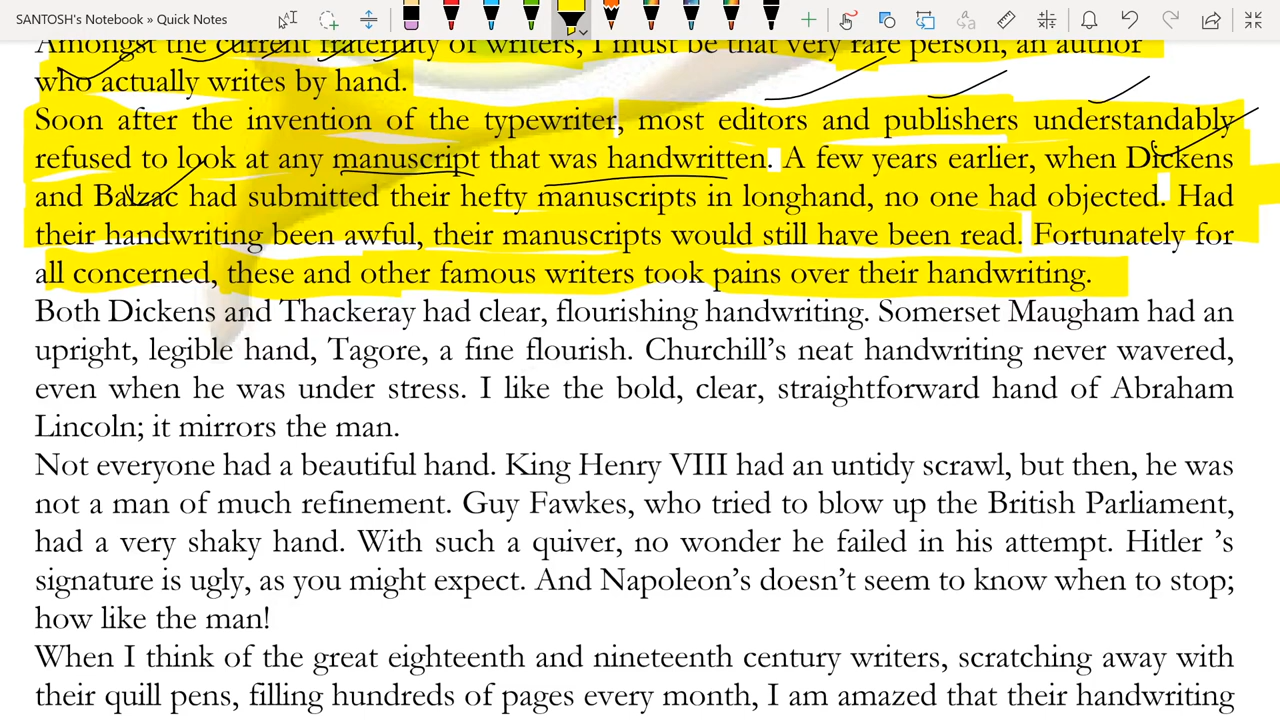 SANTOSH's Notebook » Quick Notes
Amongst the current fraternity of writers, I must be that very rare person, an author
who actually writes by hand.
Soon after the invention of the typewriter, most editors and publishers understandably
refused to look at any manuscript that was handwritten. A few years earlier, when Dickens
and Balzac had submitted their hefty manuscripts in longhand, no one had objected. Had
their handwriting been awful, their manuscripts would still have been read. Fortunately for
all concerned, these and other famous writers took pains over their handwriting.
Both Dickens and Thackeray had clear, flourishing handwriting. Somerset Maugham had an
upright, legible hand, Tagore, a fine flourish. Churchill’s neat handwriting never wavered,
even when he was under stress. I like the bold, clear, straightforward hand of Abraham
Lincoln; it mirrors the man.
Not everyone had a beautiful hand. King Henry VIII had an untidy scrawl, but then, he was
not a man of much refinement. Guy Fawkes, who tried to blow up the British Parliament,
had a very shaky hand. With such a quiver, no wonder he failed in his attempt. Hitler ’s
signature is ugly, as you might expect. And Napoleon’s doesn’t seem to know when to stop;
how like the man!
When I think of the great eighteenth and nineteenth century writers, scratching away with
their quill pens, filling hundreds of pages every month, I am amazed that their handwriting